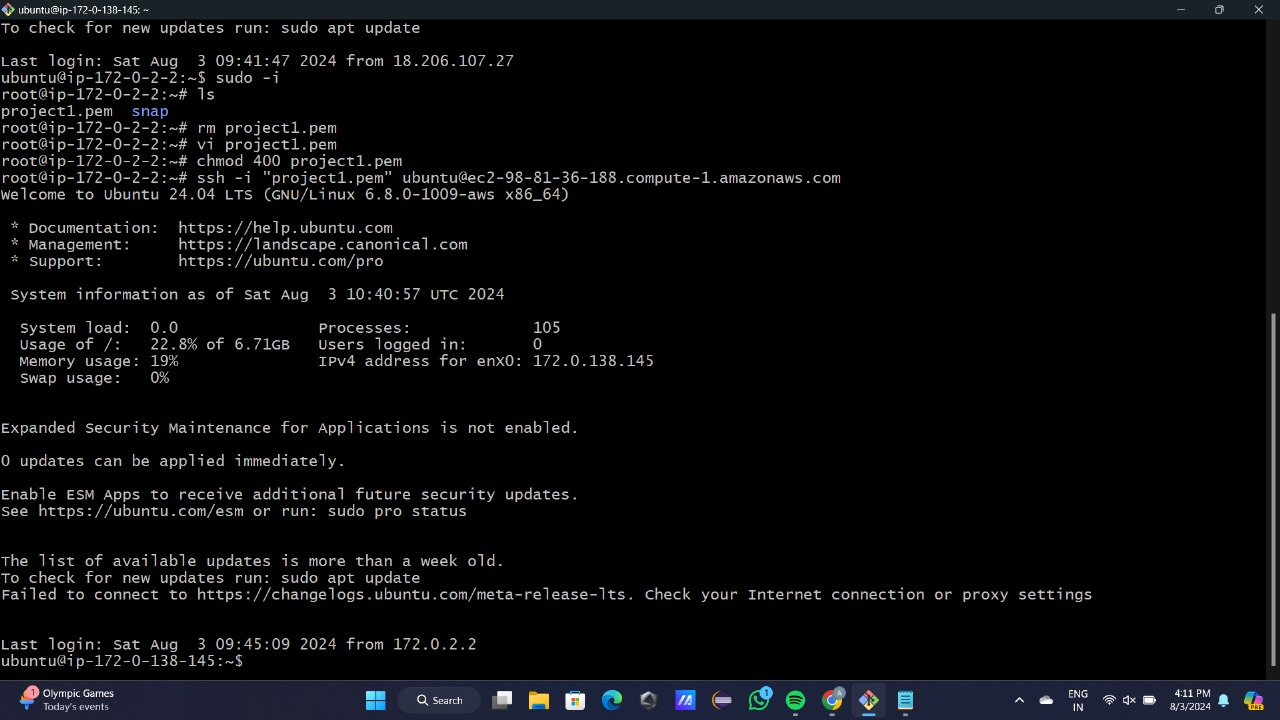 ubuntu@ip-172-0-138-145: ~
To check for new updates run: sudo apt update
Last login: Sat Aug  3 09:41:47 2024 from 18.206.107.27
ubuntu@ip-172-0-2-2:~$ sudo -i
root@ip-172-0-2-2:~# ls
project1.pem  snap
root@ip-172-0-2-2:~# rm project1.pem
root@ip-172-0-2-2:~# vi project1.pem
root@ip-172-0-2-2:~# chmod 400 project1.pem
root@ip-172-0-2-2:~# ssh -i "project1.pem" ubuntu@ec2-98-81-36-188.compute-1.amazonaws.com
Welcome to Ubuntu 24.04 LTS (GNU/Linux 6.8.0-1009-aws x86_64)
* Documentation:  https://help.ubuntu.com
* Management:     https://landscape.canonical.com
* Support:        https://ubuntu.com/pro
System information as of Sat Aug  3 10:40:57 UTC 2024
System load:  0.0               Processes:             105
Usage of /:   22.8% of 6.71GB   Users logged in:       0
Memory usage: 19%               IPv4 address for enX0: 172.0.138.145
Swap usage:   0%
Expanded Security Maintenance for Applications is not enabled.
0 updates can be applied immediately.
Enable ESM Apps to receive additional future security updates.
See https://ubuntu.com/esm or run: sudo pro status
The list of available updates is more than a week old.
To check for new updates run: sudo apt update
Failed to connect to https://changelogs.ubuntu.com/meta-release-lts. Check your Internet connection or proxy settings
Last login: Sat Aug  3 09:45:09 2024 from 172.0.2.2
ubuntu@ip-172-0-138-145:~$
1
Olympic Games
Today's events
Search
1
A
ENG
IN
4:11 PM
8/3/2024
PRE